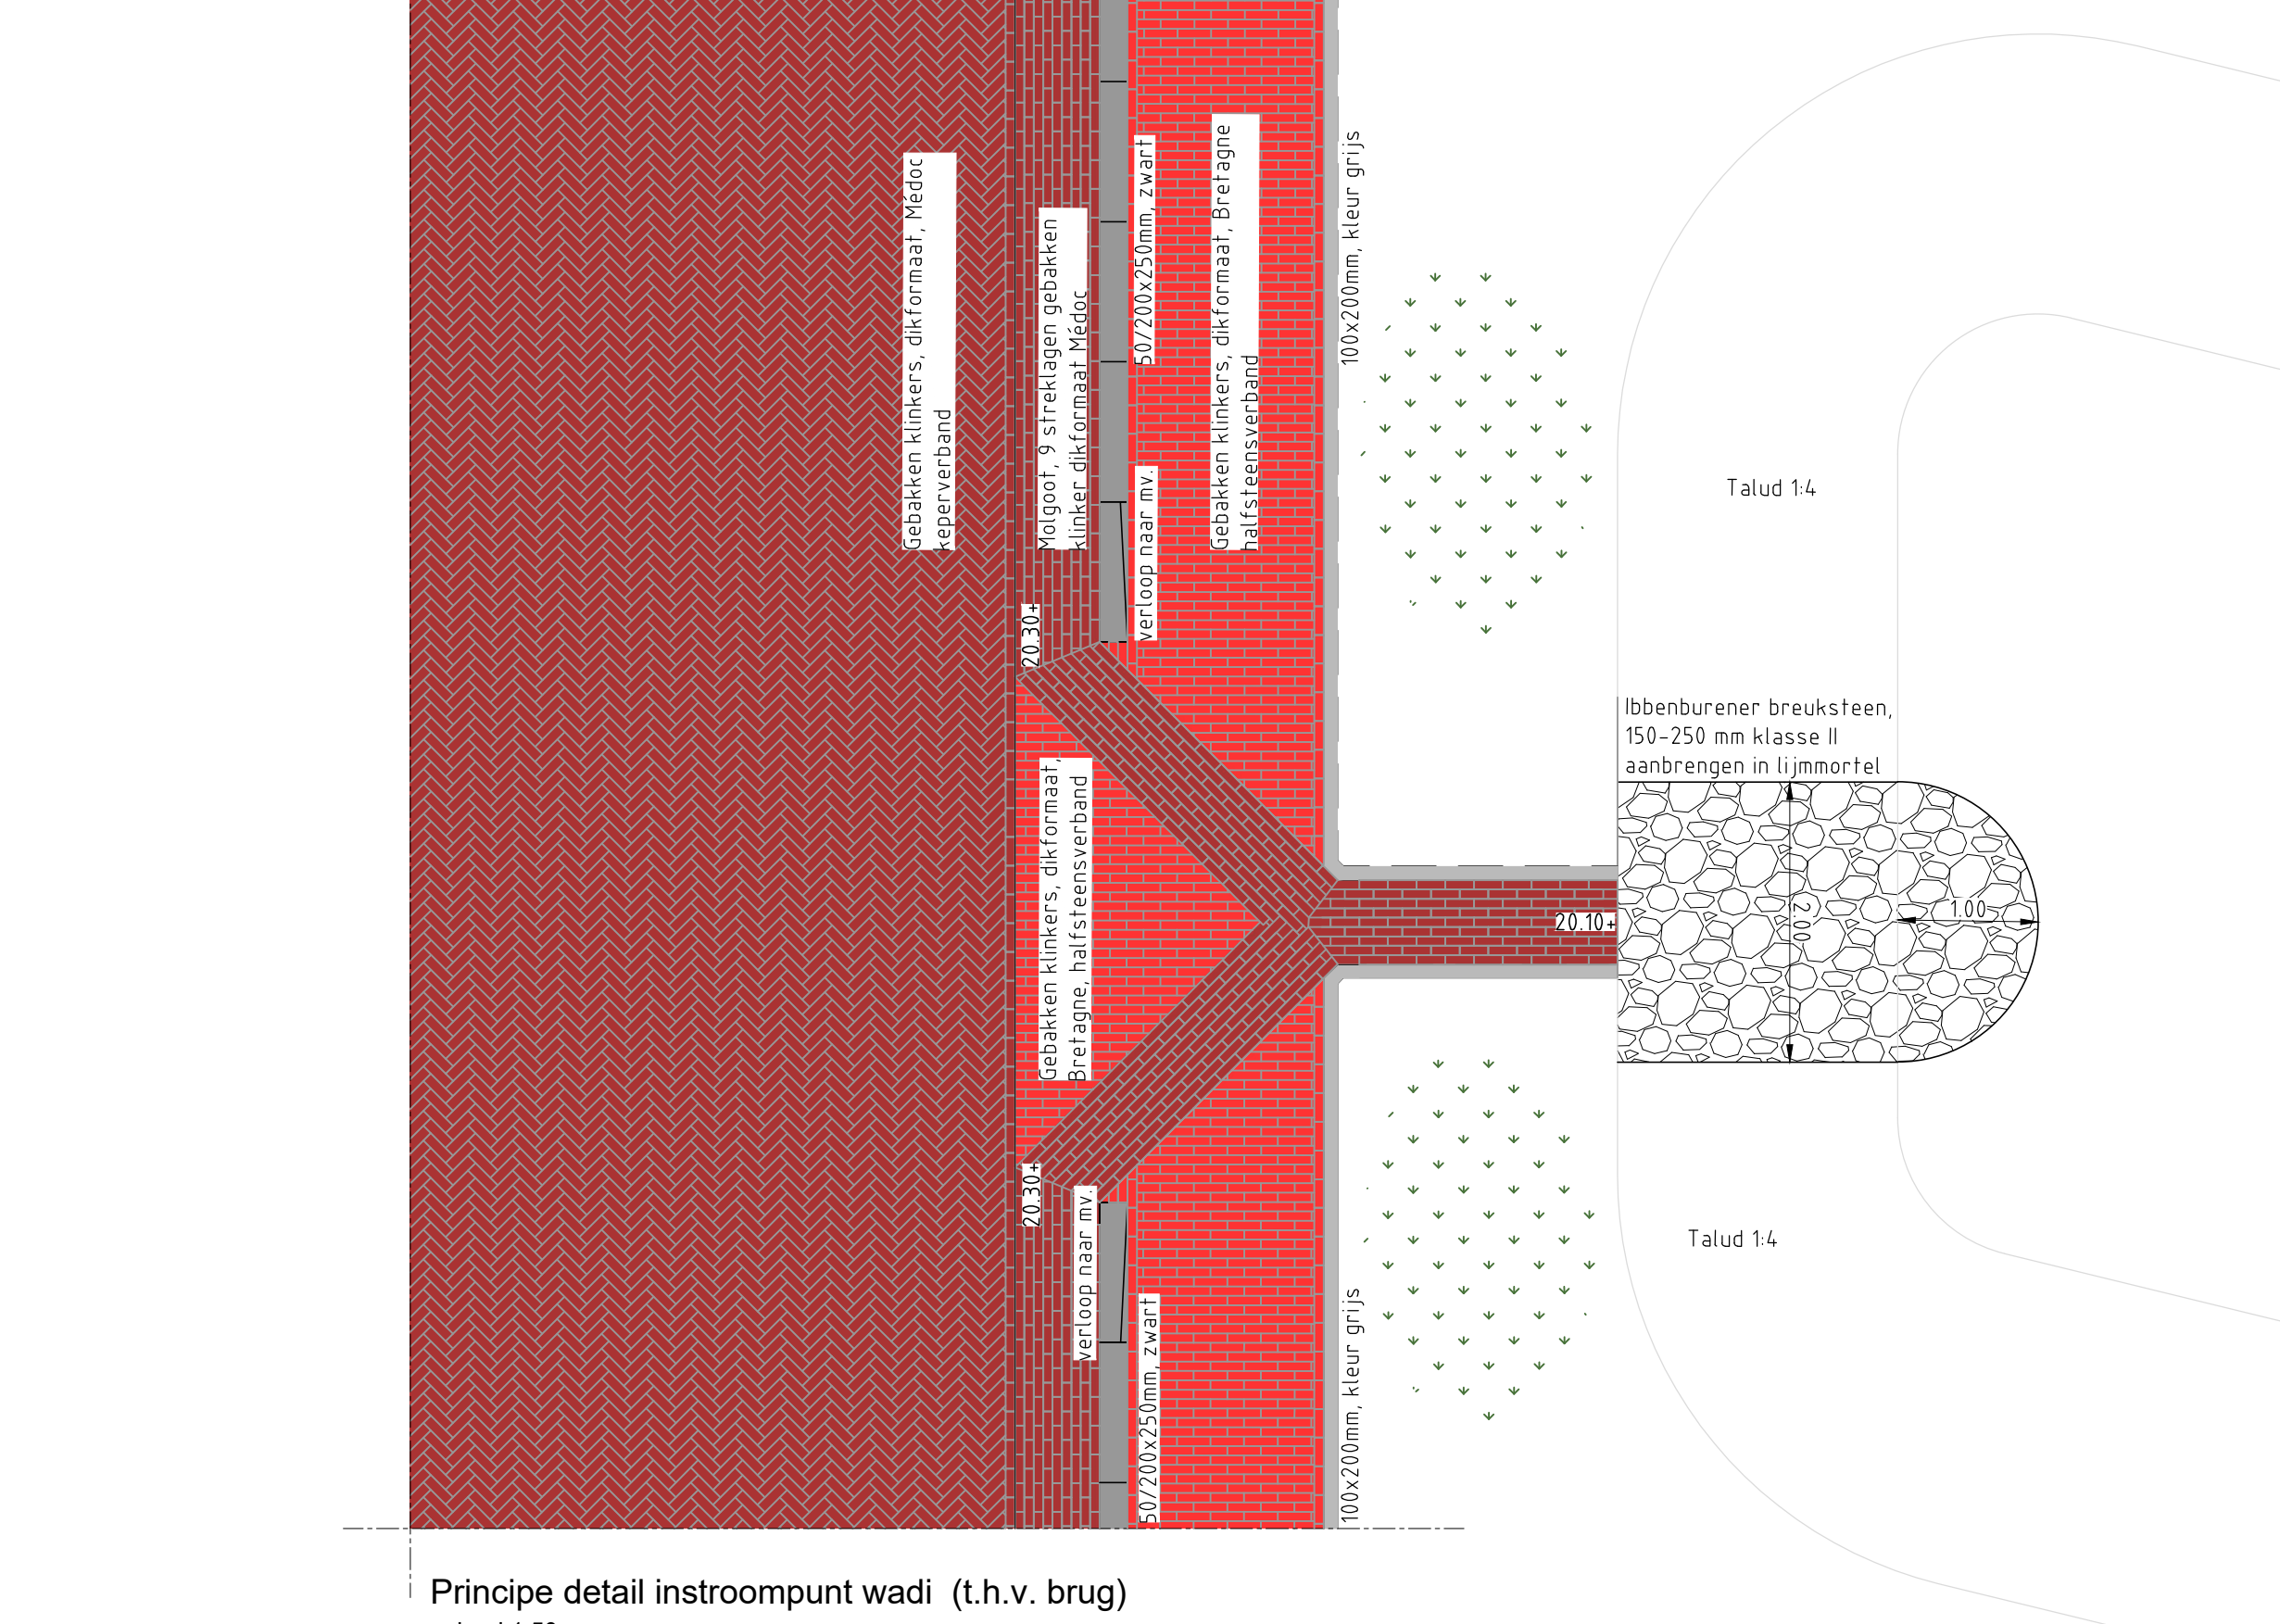 Gebakken klinkers, dikformaat, Médoc
keperverband
Molgoot, 9 streklagen gebakken
klinker dikformaat Médoc
50/200x250mm, zwart
Gebakken klinkers, dikformaat, Bretagne
halfsteensverband
100x200mm, kleur grijs
verloop naar mv.
20.30+
Talud 1:4
Ibbenburener breuksteen,
150-250 mm klasse II
aanbrengen in lijmmortel
Gebakken klinkers, dikformaat,
Bretagne, halfsteensverband
20.10+
2.00
1.00
20.30+
verloop naar mv.
50/200x250mm, zwart
100x200mm, kleur grijs
Talud 1:4
Principe detail instroompunt wadi (t.h.v. brug)